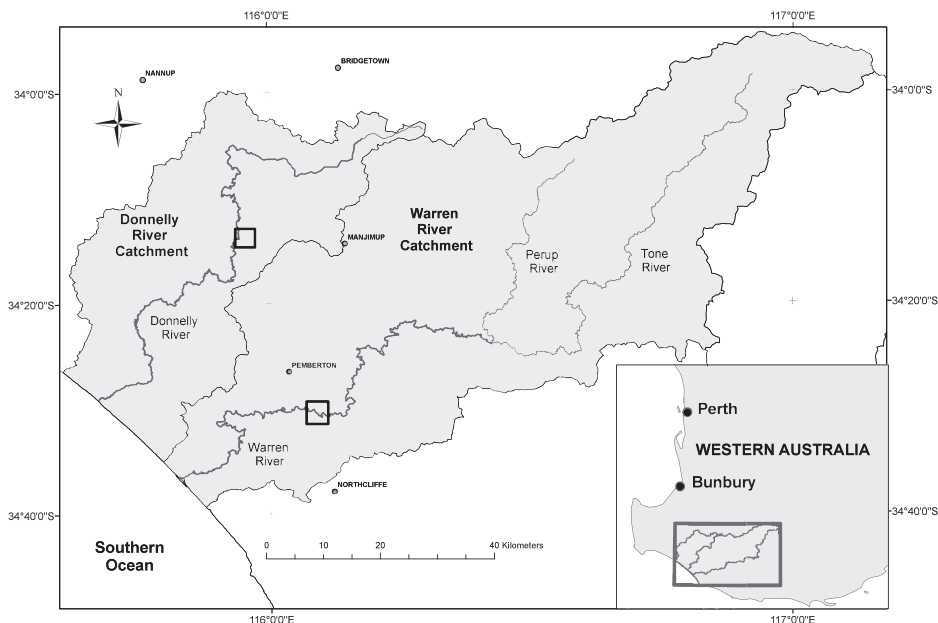 116°0'0"E
117°0'0"E
BRIDGETOWN
NANNUP
N
34°0'0"S
34°0'0"S
Donnelly
River
Catchment
Warren
River
Catchment
MANJIMUP
Perup
River
Tone
River
34°20'0"S
34°20'0"S
Donnelly
River
PEMBERTON
Warren
River
NORTHCLIFFE
34°40'0"S
34°40'0"S
Southern
Ocean
0 10 20 40 Kilometers
Perth
WESTERN AUSTRALIA
Bunbury
116°0'0"E
117°0'0"E